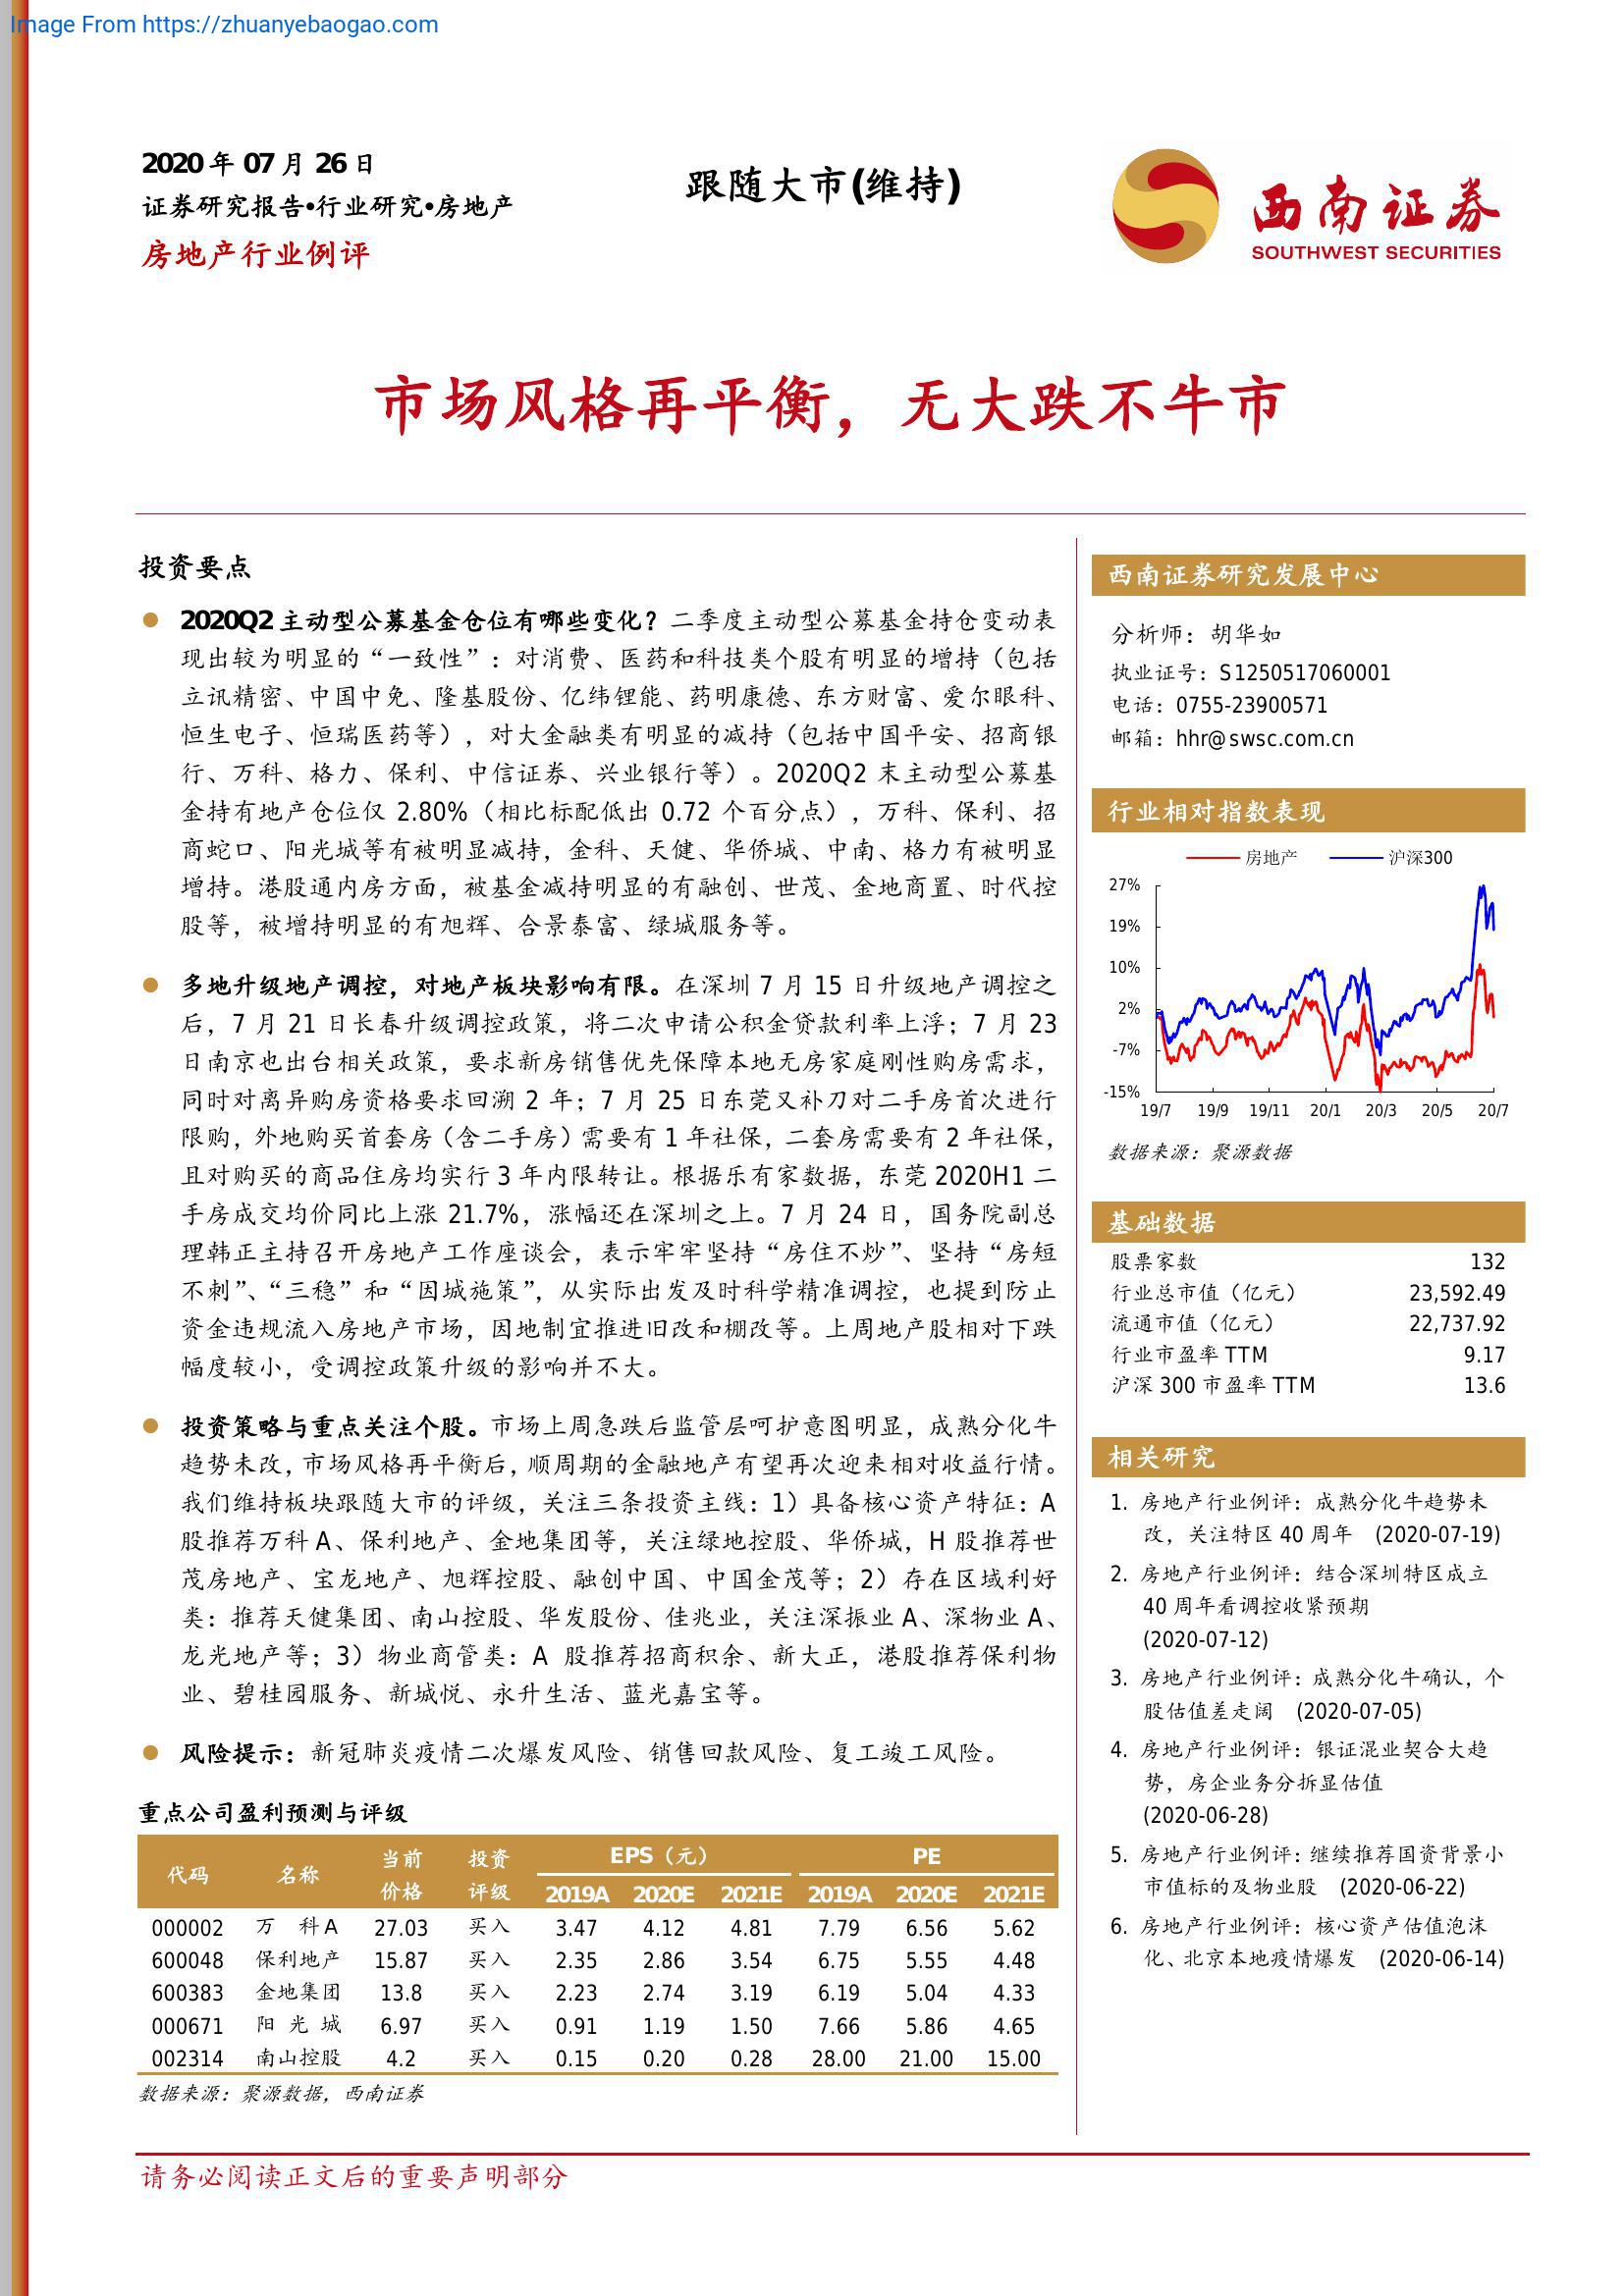 Image From https://zhuanyebaogao.com
2020 年 07 月 26 日
证券研究报告•行业研究•房地产
房地产行业例评
跟随大市(维持)
西南证券
SOUTHWEST SECURITIES
市场风格再平衡，无大跌不牛市
投资要点
2020Q2 主动型公募基金仓位有哪些变化？二季度主动型公募基金持仓变动表
现出较为明显的“一致性”：对消费、医药和科技类个股有明显的增持（包括
立讯精密、中国中免、隆基股份、亿纬锂能、药明康德、东方财富、爱尔眼科、
恒生电子、恒瑞医药等），对大金融类有明显的减持（包括中国平安、招商银
行、万科、格力、保利、中信证券、兴业银行等）。2020Q2 末主动型公募基
金持有地产仓位仅 2.80%（相比标配低出 0.72 个百分点），万科、保利、招
商蛇口、阳光城等有被明显减持，金科、天健、华侨城、中南、格力有被明显
增持。港股通内房方面，被基金减持明显的有融创、世茂、金地商置、时代控
股等，被增持明显的有旭辉、合景泰富、绿城服务等。
多地升级地产调控，对地产板块影响有限。在深圳 7 月 15 日升级地产调控之
后，7 月 21 日长春升级调控政策，将二次申请公积金贷款利率上浮；7 月 23
日南京也出台相关政策，要求新房销售优先保障本地无房家庭刚性购房需求，
同时对离异购房资格要求回溯 2 年；7 月 25 日东莞又补刀对二手房首次进行
限购，外地购买首套房（含二手房）需要有 1 年社保，二套房需要有 2 年社保，
且对购买的商品住房均实行 3 年内限转让。根据乐有家数据，东莞 2020H1 二
手房成交均价同比上涨 21.7%，涨幅还在深圳之上。7 月 24 日，国务院副总
理韩正主持召开房地产工作座谈会，表示牢牢坚持“房住不炒”、坚持“房短
不刺”、“三稳”和“因城施策”，从实际出发及时科学精准调控，也提到防止
资金违规流入房地产市场，因地制宜推进旧改和棚改等。上周地产股相对下跌
幅度较小，受调控政策升级的影响并不大。
投资策略与重点关注个股。市场上周急跌后监管层呵护意图明显，成熟分化牛
趋势未改，市场风格再平衡后，顺周期的金融地产有望再次迎来相对收益行情。
我们维持板块跟随大市的评级，关注三条投资主线：1）具备核心资产特征：A
股推荐万科 A、保利地产、金地集团等，关注绿地控股、华侨城，H 股推荐世
茂房地产、宝龙地产、旭辉控股、融创中国、中国金茂等；2）存在区域利好
类：推荐天健集团、南山控股、华发股份、佳兆业，关注深振业 A、深物业 A、
龙光地产等；3）物业商管类：A 股推荐招商积余、新大正，港股推荐保利物
业、碧桂园服务、新城悦、永升生活、蓝光嘉宝等。
风险提示：新冠肺炎疫情二次爆发风险、销售回款风险、复工竣工风险。
重点公司盈利预测与评级
代码 名称 当前价格 投资评级 EPS（元） PE
2019A 2020E 2021E 2019A 2020E 2021E
000002 万 科 A 27.03 买入 3.47 4.12 4.81 7.79 6.56 5.62
600048 保利地产 15.87 买入 2.35 2.86 3.54 6.75 5.55 4.48
600383 金地集团 13.8 买入 2.23 2.74 3.19 6.19 5.04 4.33
000671 阳 光 城 6.97 买入 0.91 1.19 1.50 7.66 5.86 4.65
002314 南山控股 4.2 买入 0.15 0.20 0.28 28.00 21.00 15.00
数据来源：聚源数据，西南证券
西南证券研究发展中心
分析师：胡华如
执业证号：S1250517060001
电话：0755-23900571
邮箱：hhr@swsc.com.cn
行业相对指数表现
房地产 沪深300
27%
19%
10%
2%
-7%
-15%
19/7 19/9 19/11 20/1 20/3 20/5 20/7
数据来源：聚源数据
基础数据
股票家数 132
行业总市值（亿元） 23,592.49
流通市值（亿元） 22,737.92
行业市盈率 TTM 9.17
沪深 300 市盈率 TTM 13.6
相关研究
1. 房地产行业例评：成熟分化牛趋势未
改，关注特区 40 周年 (2020-07-19)
2. 房地产行业例评：结合深圳特区成立
40 周年看调控收紧预期
(2020-07-12)
3. 房地产行业例评：成熟分化牛确认，个
股估值差走阔 (2020-07-05)
4. 房地产行业例评：银证混业契合大趋
势，房企业务分拆显估值
(2020-06-28)
5. 房地产行业例评：继续推荐国资背景小
市值标的及物业股 (2020-06-22)
6. 房地产行业例评：核心资产估值泡沫
化、北京本地疫情爆发 (2020-06-14)
请务必阅读正文后的重要声明部分